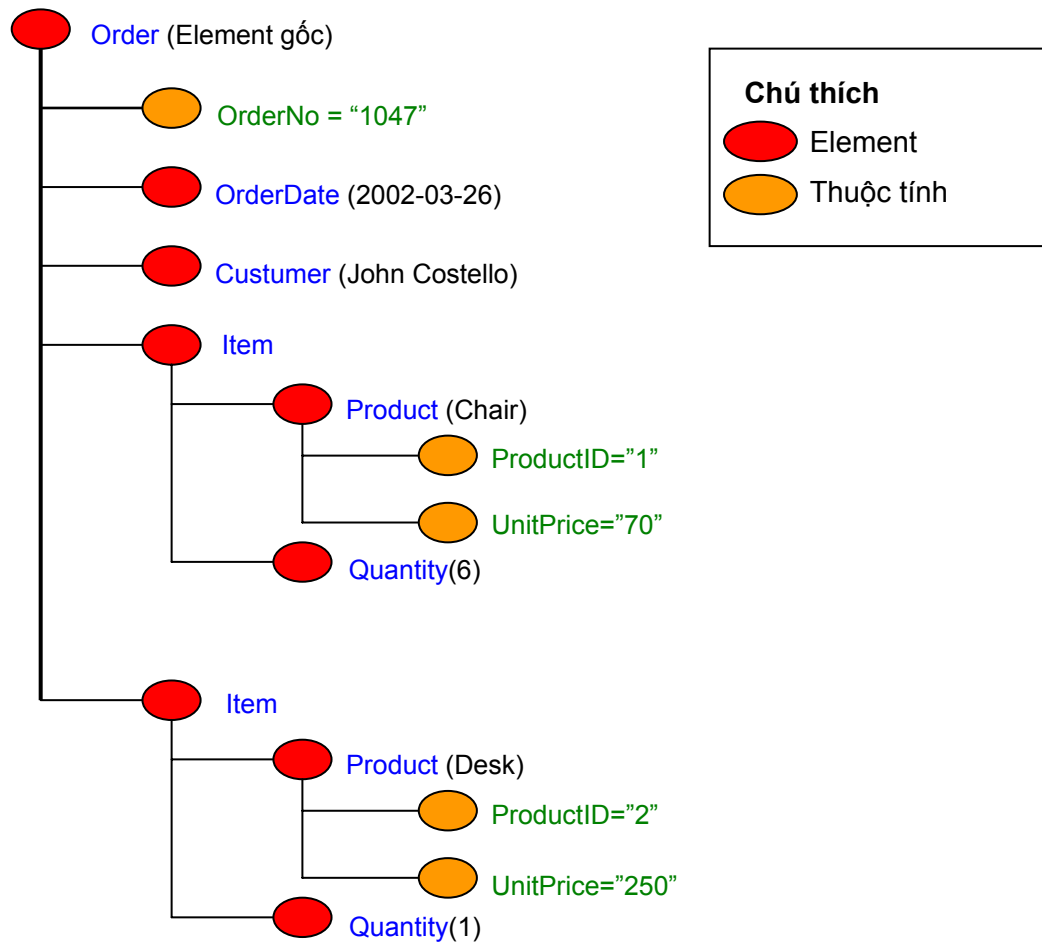 Order (Element gốc)
OrderNo = “1047”
OrderDate (2002-03-26)
Custumer (John Costello)
Item
Product (Chair)
ProductID=”1”
UnitPrice=”70”
Quantity(6)
Item
Product (Desk)
ProductID=”2”
UnitPrice=”250”
Quantity(1)
Chú thích
Element
Thuộc tính